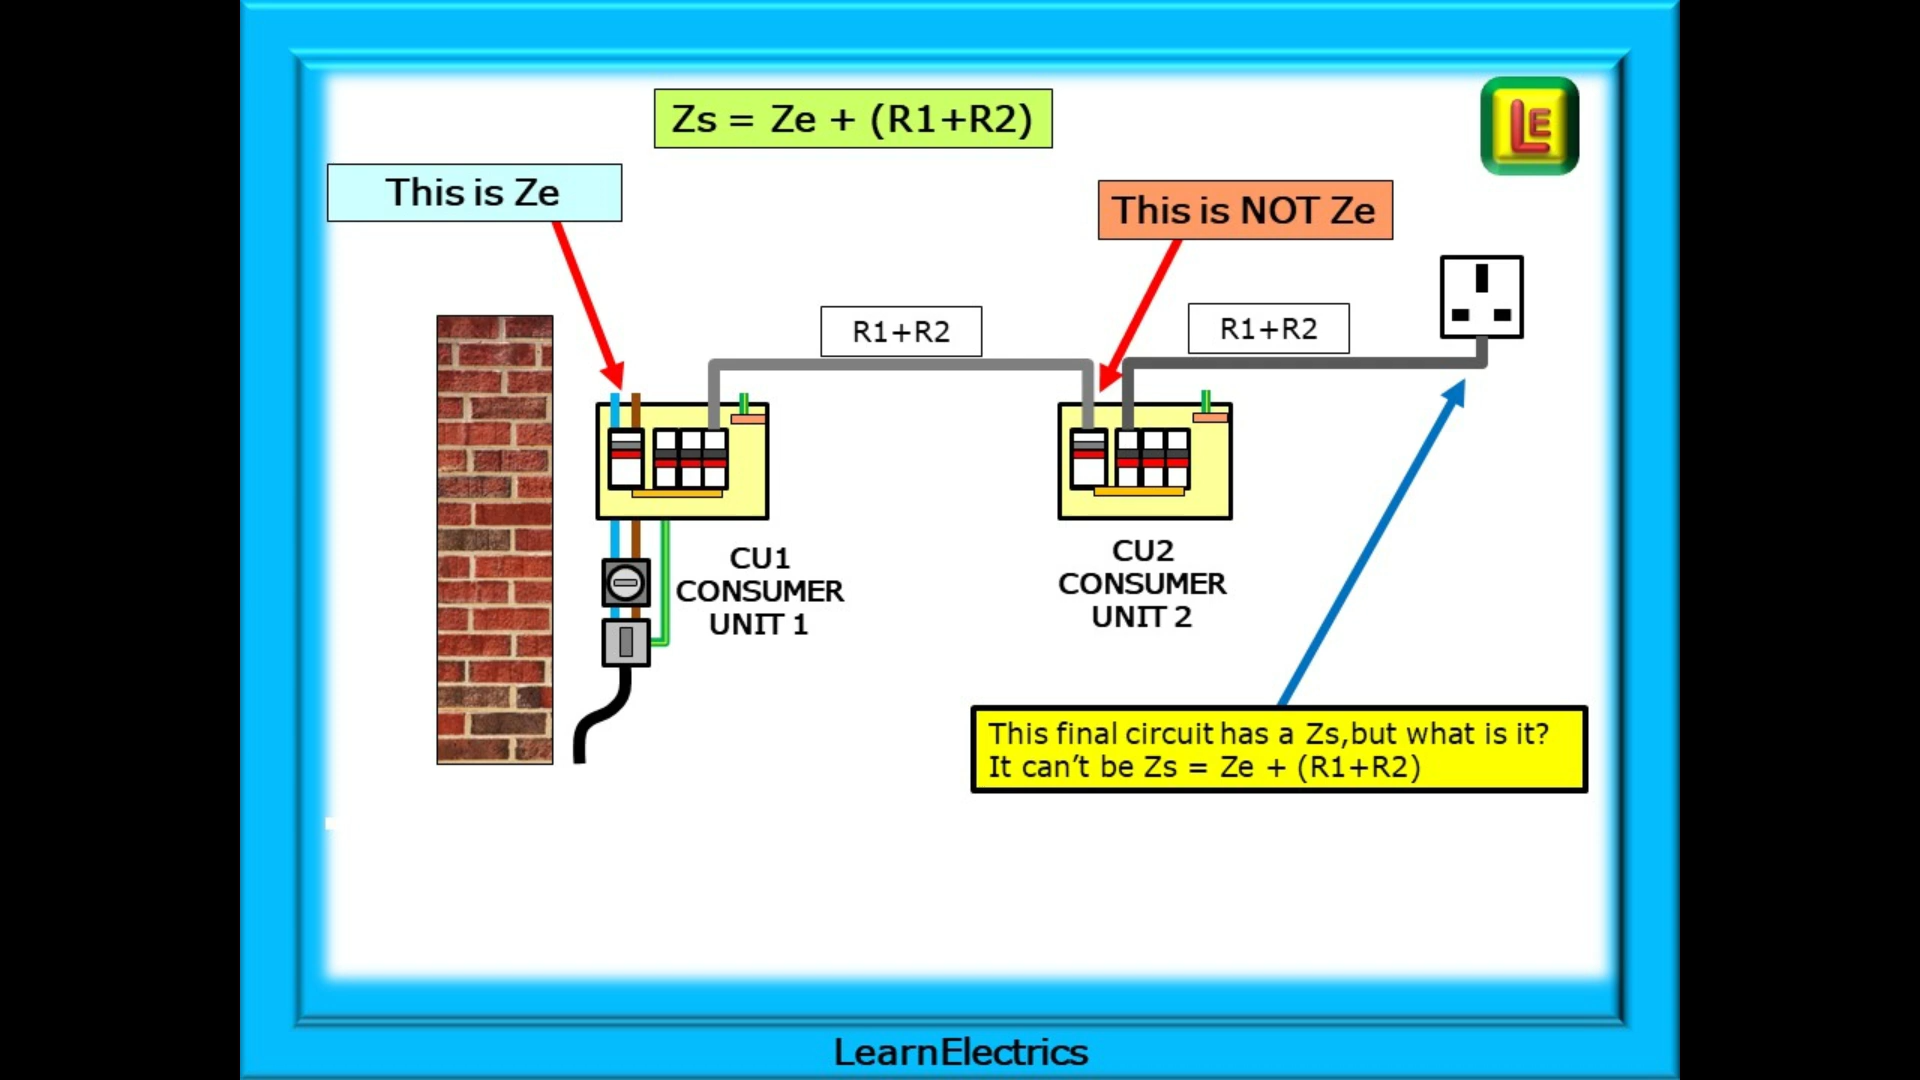 Zs = Ze + (R1+R2)
LE
This is Ze
This is NOT Ze
R1+R2
R1+R2
CU1
CONSUMER
UNIT 1
CU2
CONSUMER
UNIT 2
This final circuit has a Zs,but what is it?
It can’t be Zs = Ze + (R1+R2)
LearnElectrics